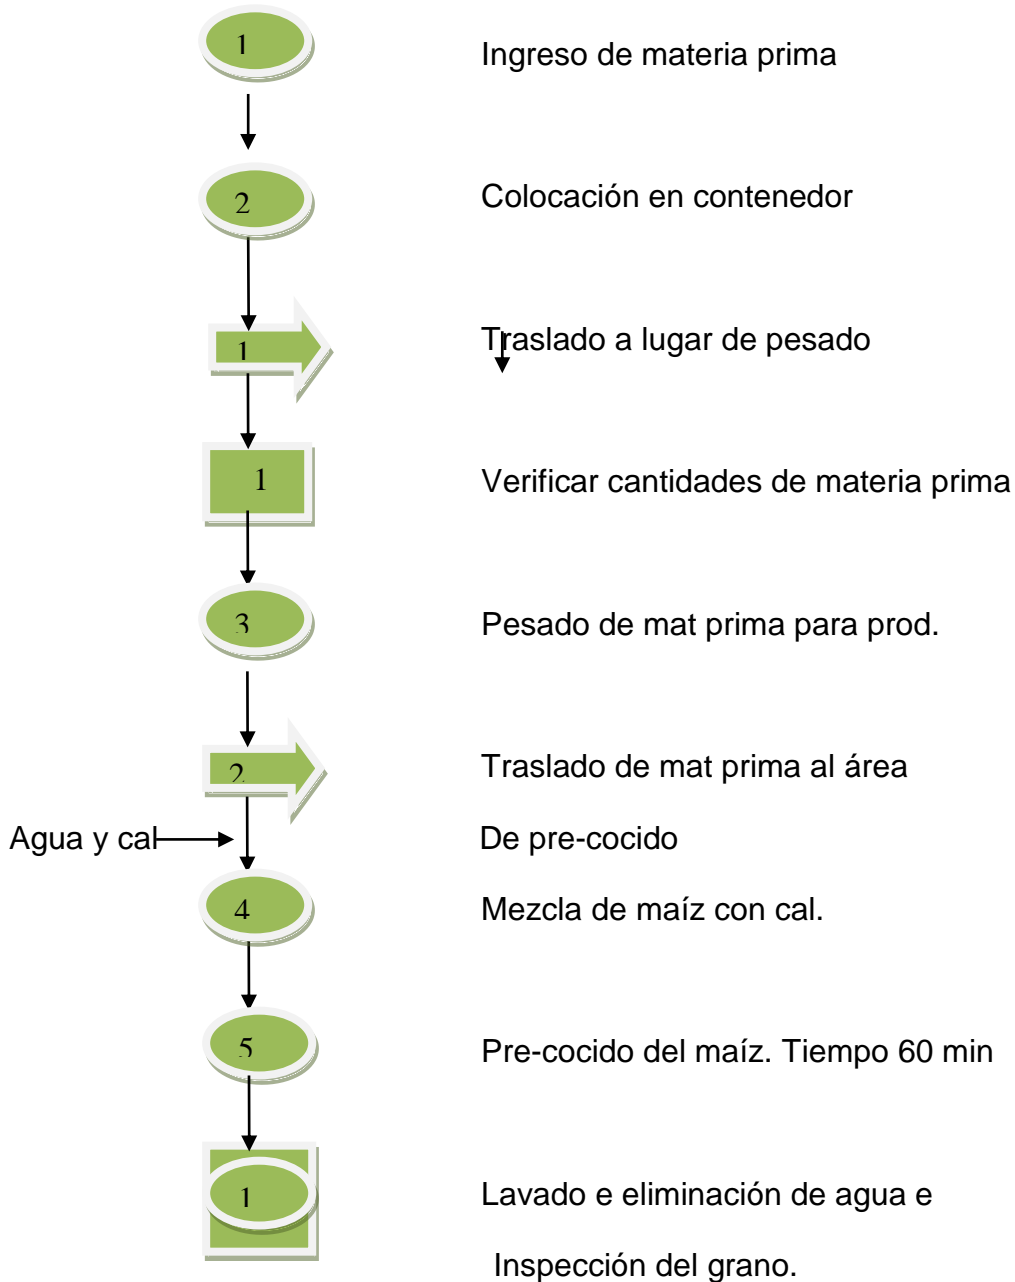 1 Ingreso de materia prima
2 Colocación en contenedor
1 Traslado a lugar de pesado
1 Verificar cantidades de materia prima
3 Pesado de mat prima para prod.
2 Traslado de mat prima al área
Agua y cal De pre-cocido
4 Mezcla de maíz con cal.
5 Pre-cocido del maíz. Tiempo 60 min
1 Lavado e eliminación de agua e
Inspección del grano.